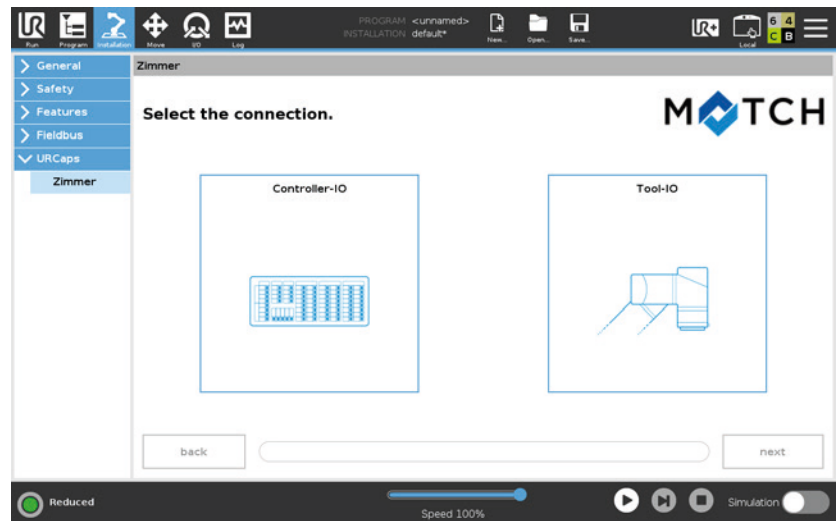 UR
PROGRAM <unnamed>
INSTALLATION default*
R+
6 4
C B
Run Program Installation Move I/O Log New... Open... Save... Local
General
Zimmer
Safety
Features
Select the connection.
MATCH
Fieldbus
URCaps
Zimmer
Controller-IO
Tool-IO
back
next
Reduced
Speed 100%
Simulation